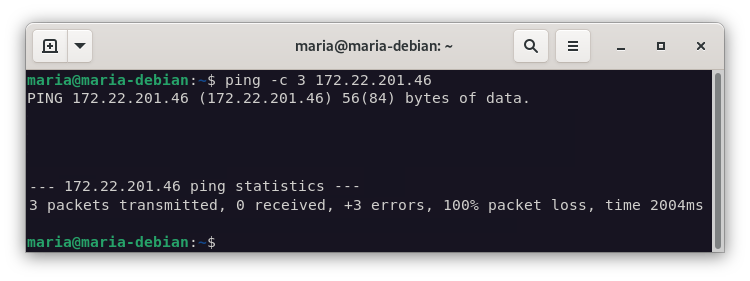 maria@maria-debian: ~
maria@maria-debian:~$ ping -c 3 172.22.201.46
PING 172.22.201.46 (172.22.201.46) 56(84) bytes of data.
--- 172.22.201.46 ping statistics ---
3 packets transmitted, 0 received, +3 errors, 100% packet loss, time 2004ms
maria@maria-debian:~$